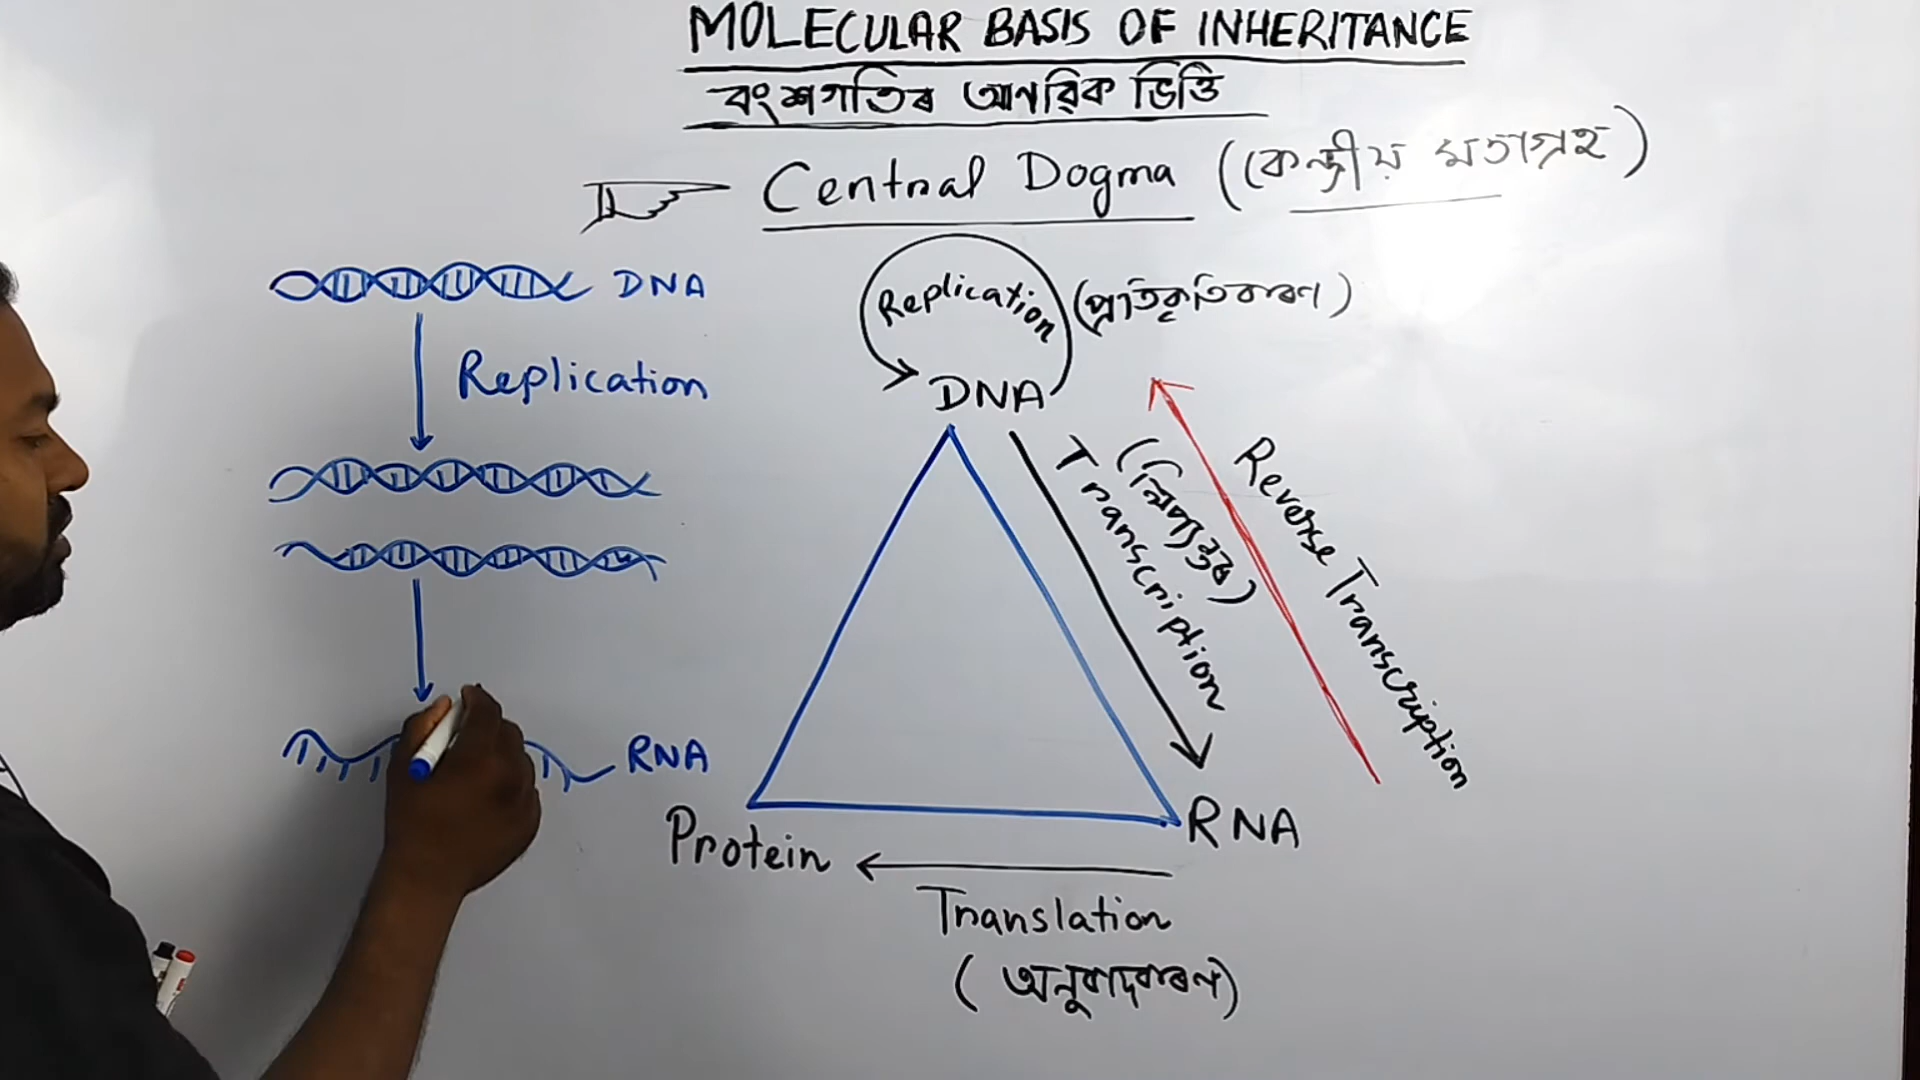 MOLECULAR BASIS OF INHERITANCE
বংশগতিৰ আণৱিক ভিত্তি
Central Dogma (কেন্দ্ৰীয় মতাগ্ৰহ)
DNA
Replication
RNA
Replication
(প্ৰতিকৃতিকৰণ)
DNA
Transcription
(লিপ্যন্তৰ)
Reverse Transcription
RNA
Protein
Translation
(অনুবাদকৰণ)